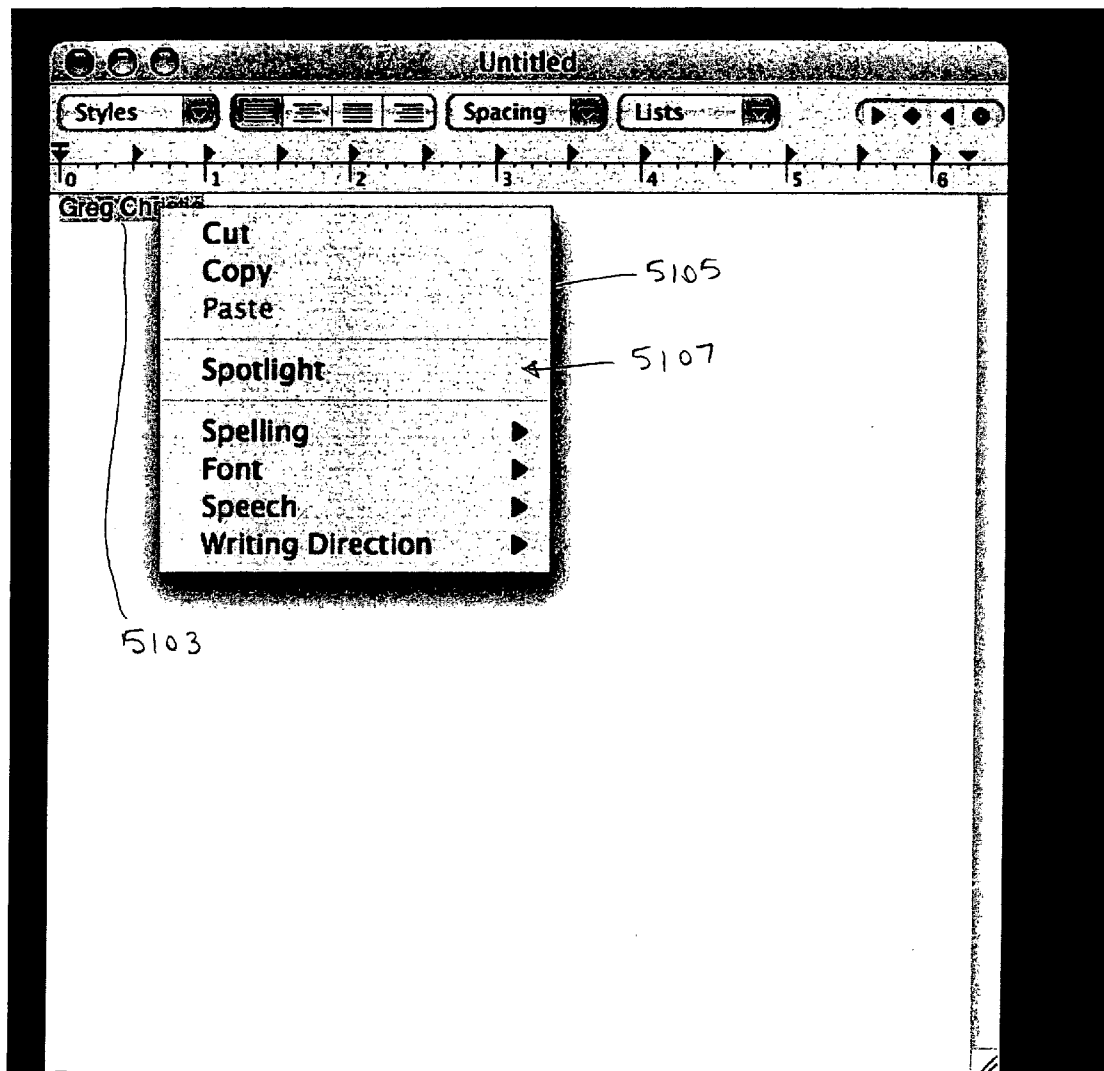 Untitled
Styles Spacing Lists
0 1 2 3 4 5 6
Greg
Cut
Copy 5105
Paste
Spotlight 5107
Spelling
Font
Speech
Writing Direction
5103